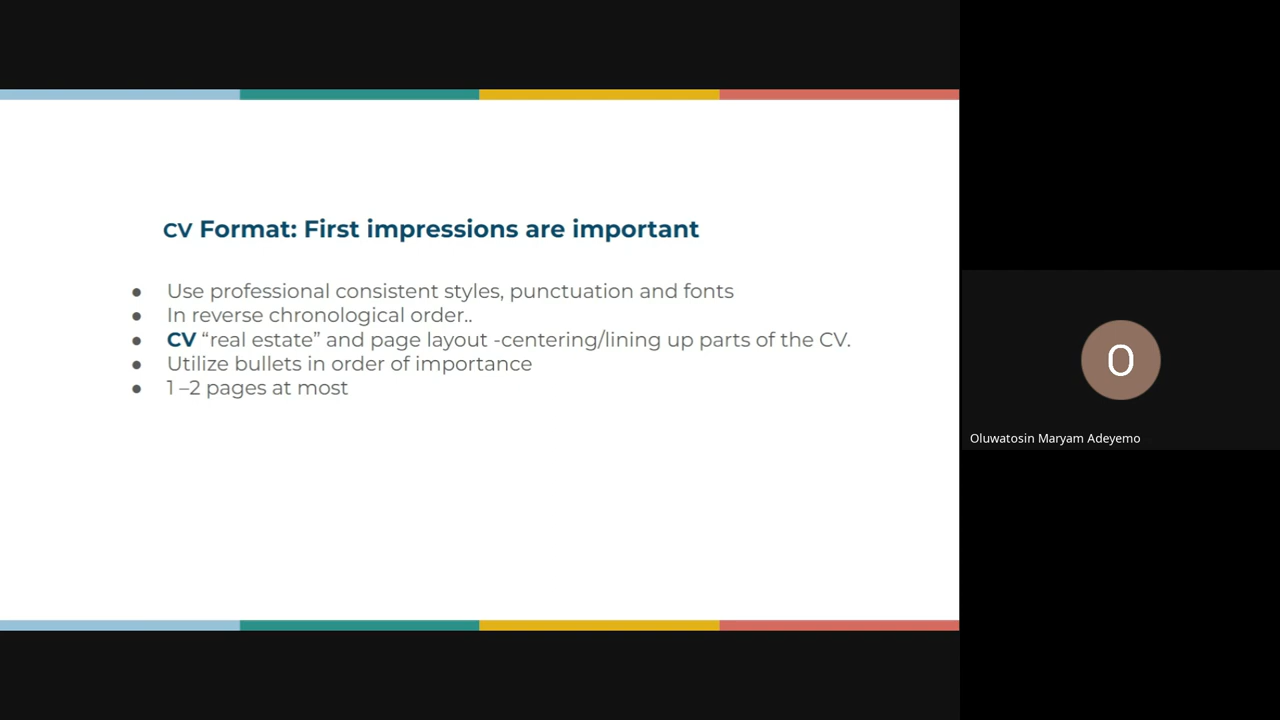 CV Format: First impressions are important
● Use professional consistent styles, punctuation and fonts
● In reverse chronological order..
● CV “real estate” and page layout -centering/lining up parts of the CV.
● Utilize bullets in order of importance
● 1 –2 pages at most
O
Oluwatosin Maryam Adeyemo